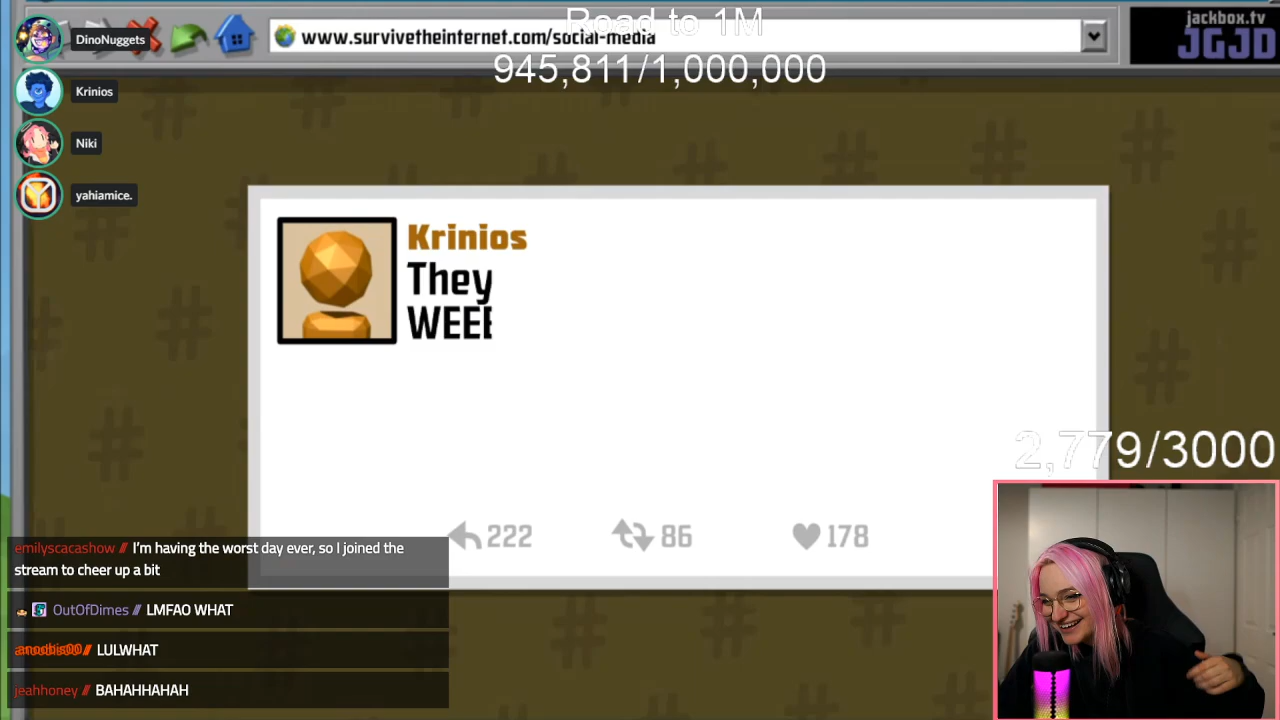 Road to 1M
945,811/1,000,000
www.survivetheinternet.com/social-media
jackbox.tv
JGJD
DinoNuggets
Krinios
Niki
yahiamice.
Krinios
They
WEE
222
86
178
2,779/3000
emilyscacashow // I'm having the worst day ever, so I joined the
stream to cheer up a bit
OutOfDimes // LMFAO WHAT
anoobis00 // LULWHAT
jeahhoney // BAHAHHAHAH